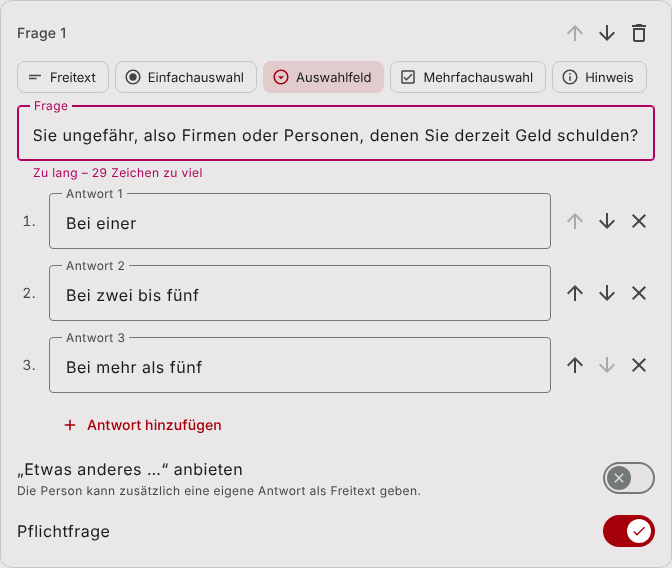 Frage 1
Freitext
Einfachauswahl
Auswahlfeld
Mehrfachauswahl
Hinweis
Frage
Sie ungefähr, also Firmen oder Personen, denen Sie derzeit Geld schulden?
Zu lang – 29 Zeichen zu viel
Antwort 1
1. Bei einer
Antwort 2
2. Bei zwei bis fünf
Antwort 3
3. Bei mehr als fünf
+ Antwort hinzufügen
„Etwas anderes …“ anbieten
Die Person kann zusätzlich eine eigene Antwort als Freitext geben.
Pflichtfrage